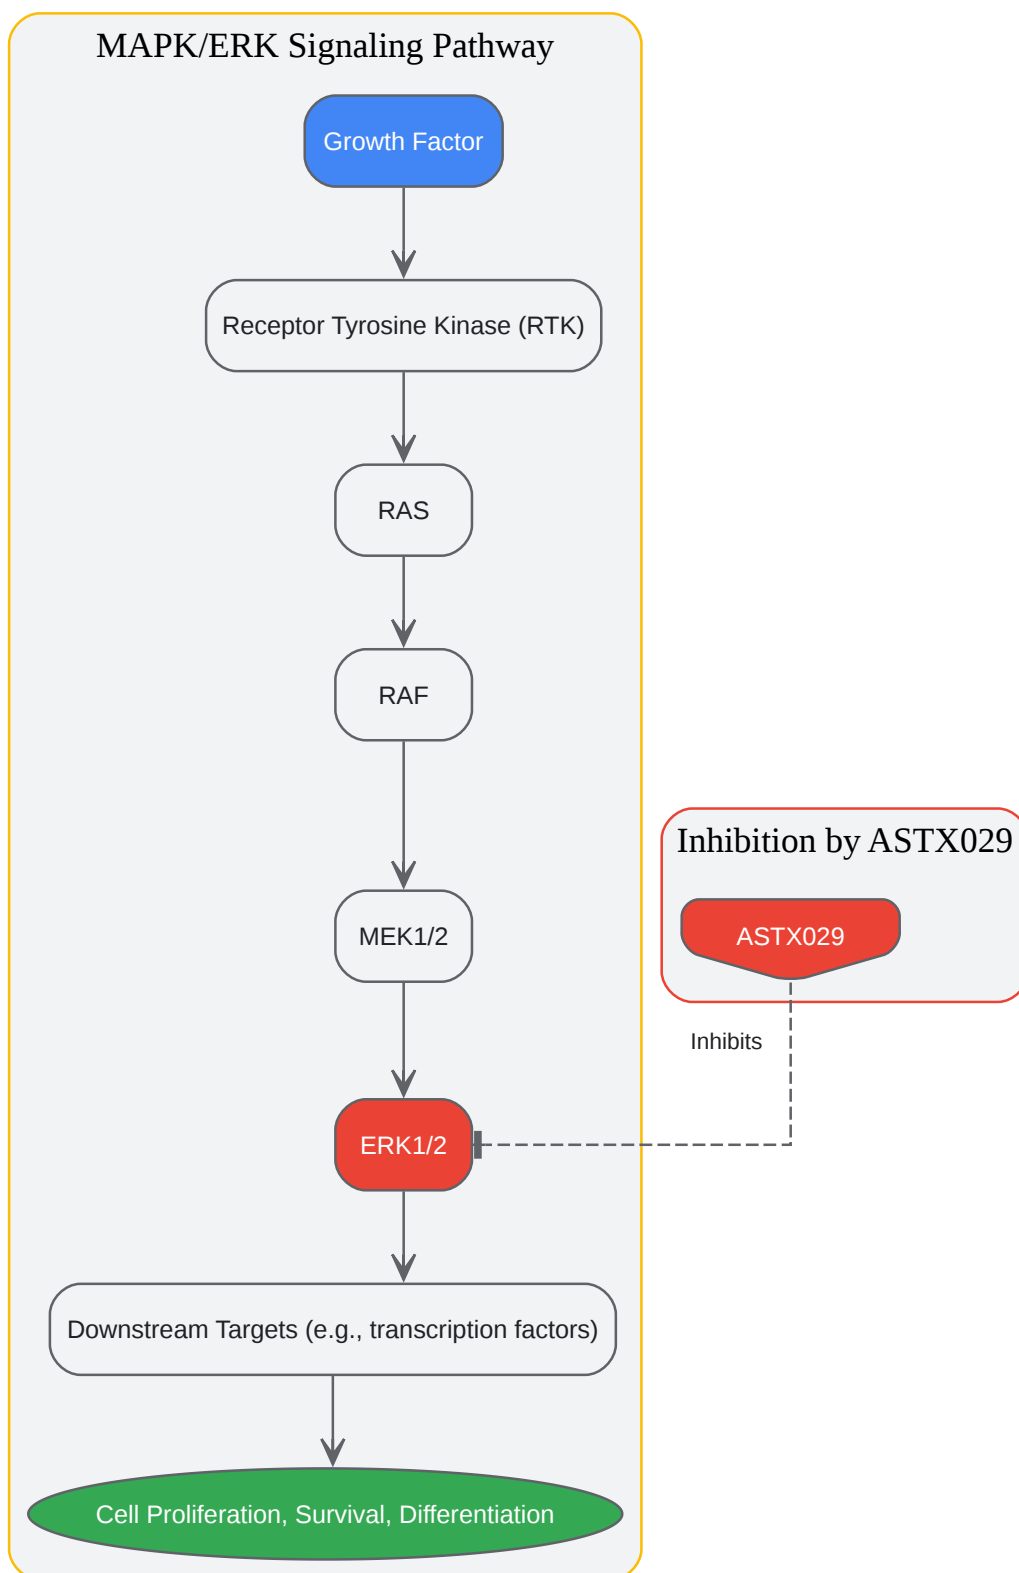 MAPK/ERK Signaling Pathway
Growth Factor
Receptor Tyrosine Kinase (RTK)
RAS
RAF
MEK1/2
Inhibition by ASTX029
ASTX029
Inhibits
ERK1/2
Downstream Targets (e.g., transcription factors)
Cell Proliferation, Survival, Differentiation